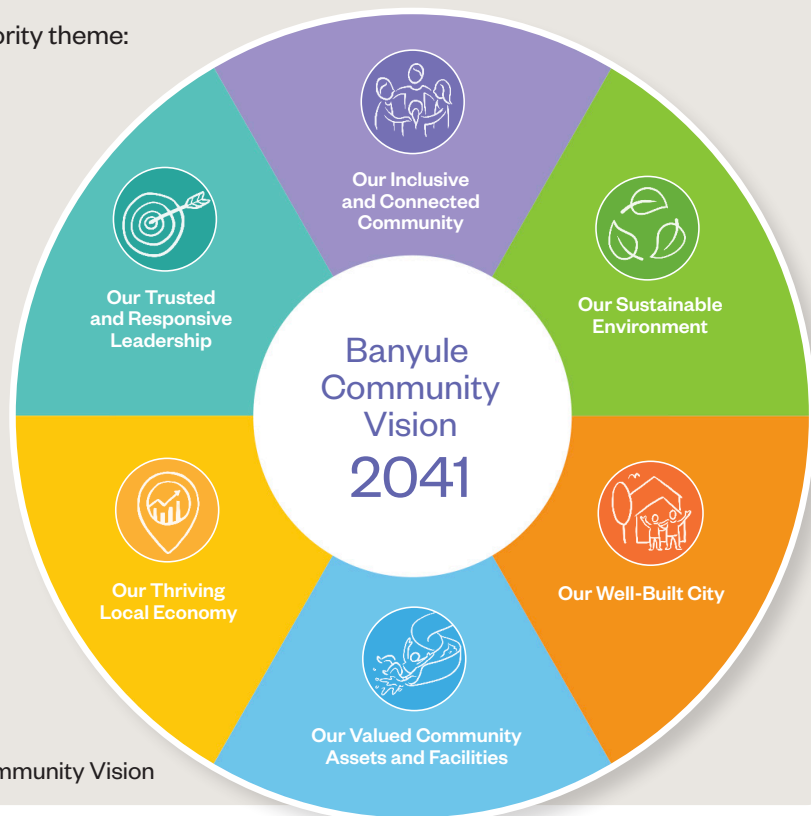 ority theme:
Our Inclusive
and Connected
Community
Our Sustainable
Environment
Our Well-Built City
Our Valued Community
Assets and Facilities
Our Thriving
Local Economy
Our Trusted
and Responsive
Leadership
Banyule
Community
Vision
2041
mmunity Vision